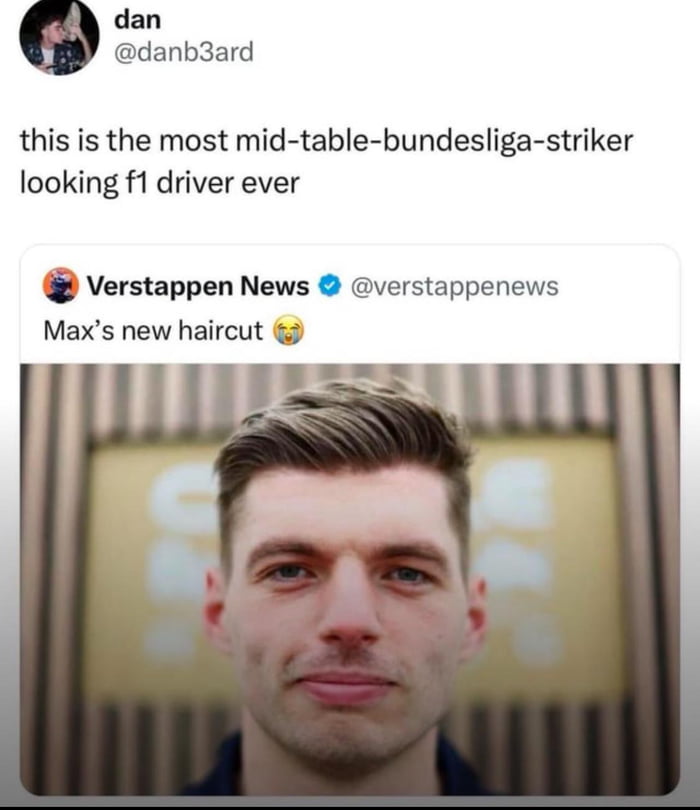 dan
@danb3ard
this is the most mid-table-bundesliga-striker
looking f1 driver ever
Verstappen News @verstappenews
Max’s new haircut 😭